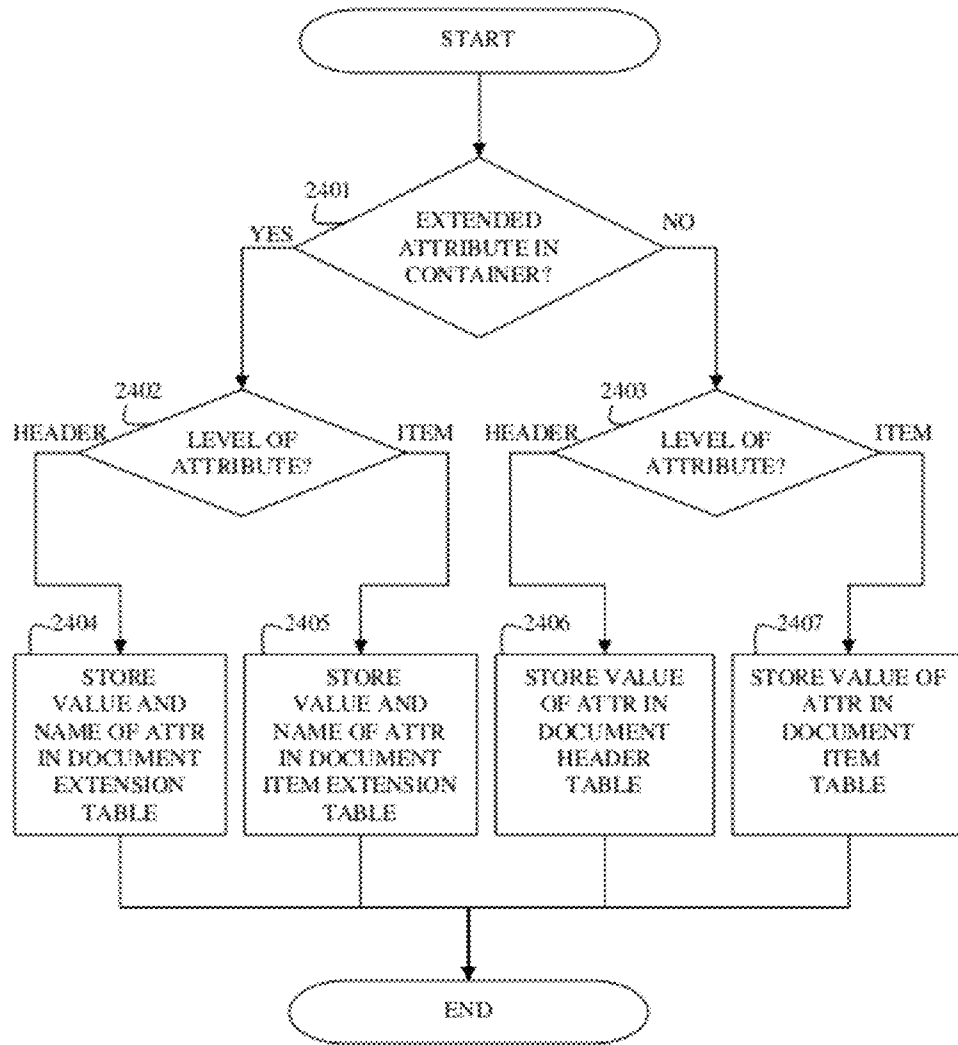 START
2401
YES
EXTENDED
ATTRIBUTE IN
CONTAINER?
NO
2402
HEADER
LEVEL OF
ATTRIBUTE?
ITEM
2403
HEADER
LEVEL OF
ATTRIBUTE?
ITEM
2404
STORE
VALUE AND
NAME OF ATTR
IN DOCUMENT
EXTENSION
TABLE
2405
STORE
VALUE AND
NAME OF ATTR
IN DOCUMENT
ITEM EXTENSION
TABLE
2406
STORE VALUE
OF ATTR IN
DOCUMENT
HEADER
TABLE
2407
STORE VALUE OF
ATTR IN
DOCUMENT
ITEM
TABLE
END